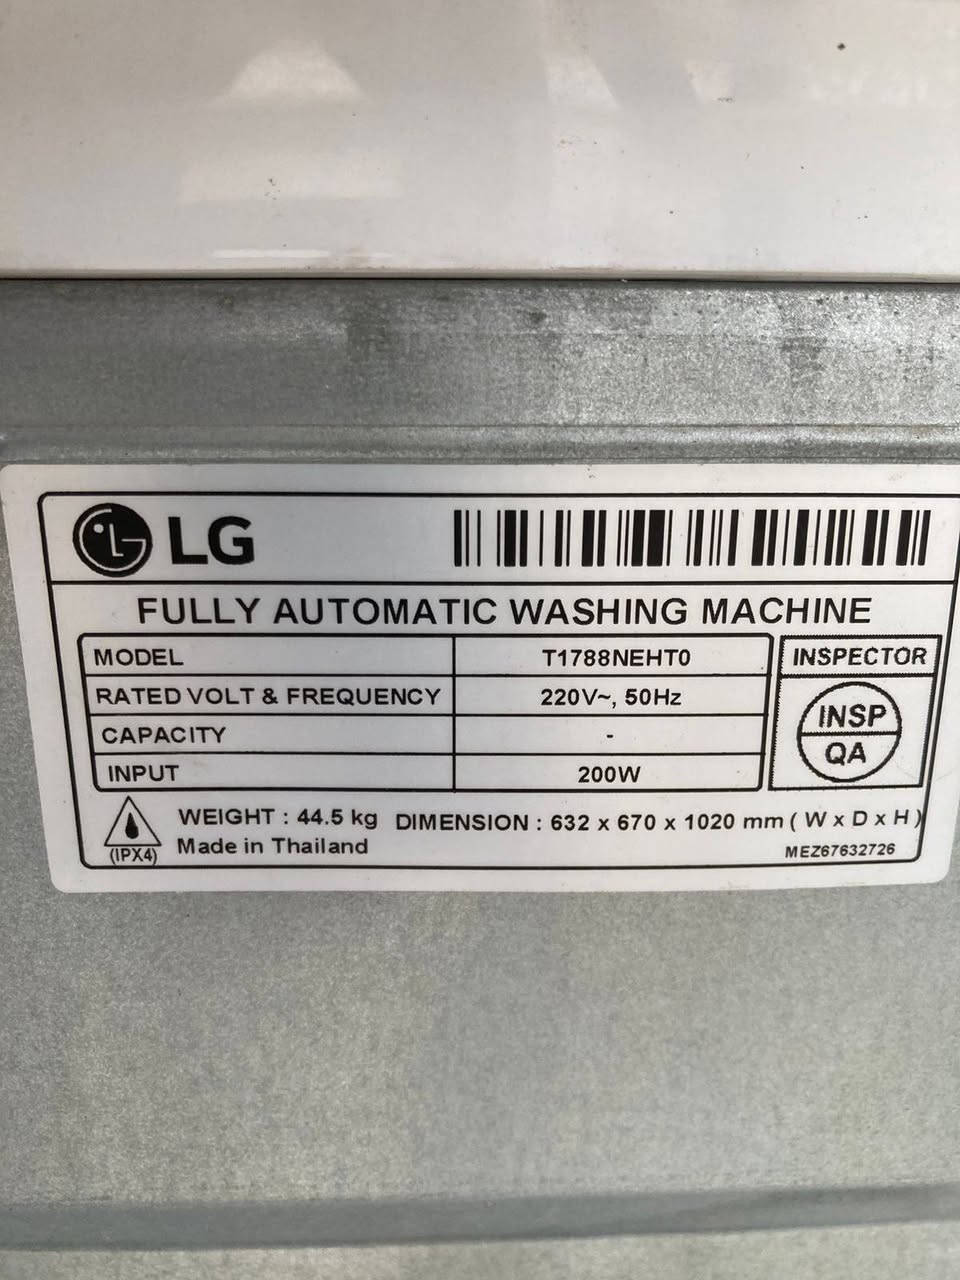 LG
FULLY AUTOMATIC WASHING MACHINE
MODEL T1788NEHT0
RATED VOLT & FREQUENCY 220V~, 50Hz
CAPACITY -
INPUT 200W
INSPECTOR
INSP
QA
WEIGHT : 44.5 kg DIMENSION : 632 x 670 x 1020 mm ( W x D x H )
(IPX4) Made in Thailand MEZ67632726